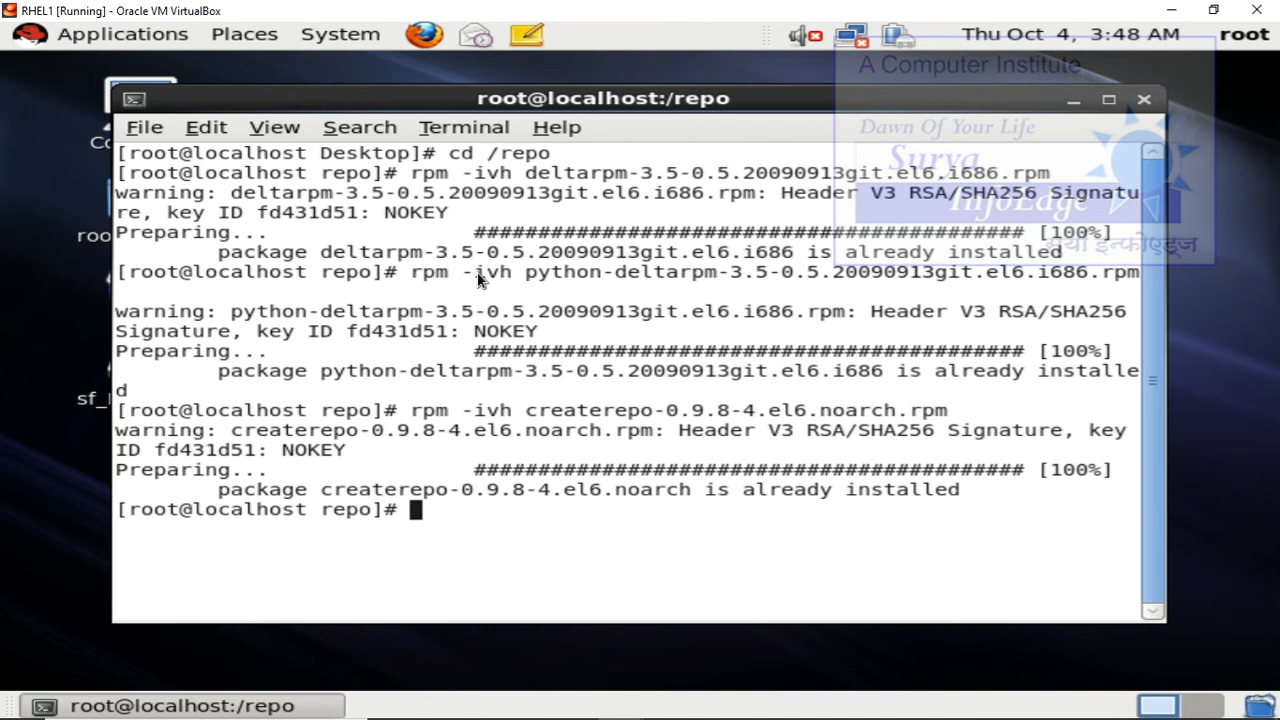 RHEL1 [Running] - Oracle VM VirtualBox
Applications Places System Thu Oct 4, 3:48 AM root
A Computer Institute
root@localhost:/repo
File Edit View Search Terminal Help
Dawn Of Your Life
Surya
InfoEdge
सूर्या इन्फोएड्ज
[root@localhost Desktop]# cd /repo
[root@localhost repo]# rpm -ivh deltarpm-3.5-0.5.20090913git.el6.i686.rpm
warning: deltarpm-3.5-0.5.20090913git.el6.i686.rpm: Header V3 RSA/SHA256 Signatu
re, key ID fd431d51: NOKEY
Preparing... ########################################### [100%]
package deltarpm-3.5-0.5.20090913git.el6.i686 is already installed
[root@localhost repo]# rpm -ivh python-deltarpm-3.5-0.5.20090913git.el6.i686.rpm
warning: python-deltarpm-3.5-0.5.20090913git.el6.i686.rpm: Header V3 RSA/SHA256
Signature, key ID fd431d51: NOKEY
Preparing... ########################################### [100%]
package python-deltarpm-3.5-0.5.20090913git.el6.i686 is already installe
d
[root@localhost repo]# rpm -ivh createrepo-0.9.8-4.el6.noarch.rpm
warning: createrepo-0.9.8-4.el6.noarch.rpm: Header V3 RSA/SHA256 Signature, key
ID fd431d51: NOKEY
Preparing... ########################################### [100%]
package createrepo-0.9.8-4.el6.noarch is already installed
[root@localhost repo]#
root@localhost:/repo